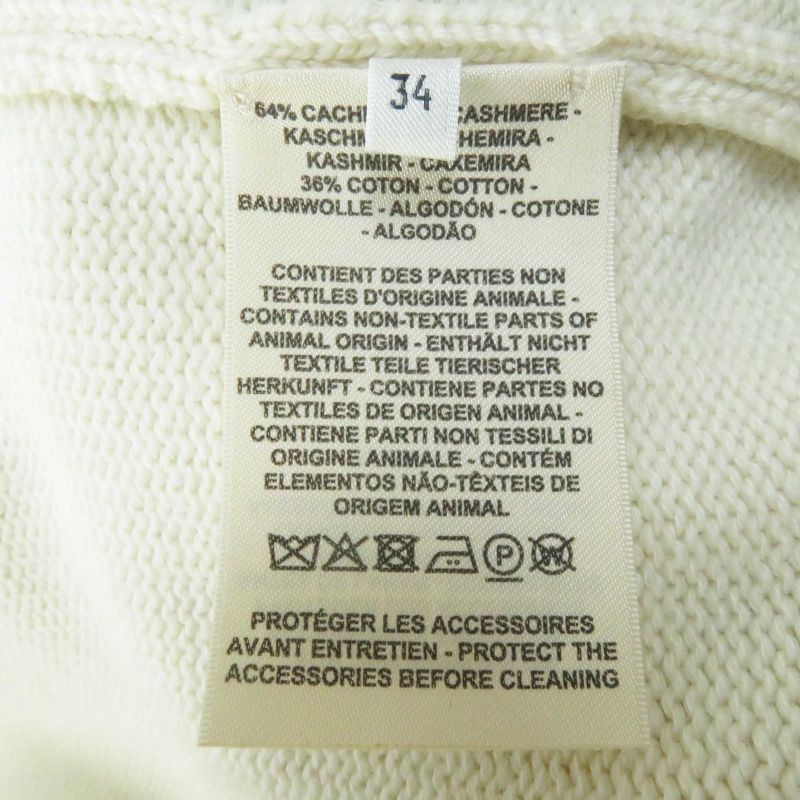 34
64% CASHMERE -
KASHMIR - CAXEMIRA
36% COTON - COTTON -
BAUMWOLLE - ALGODÓN - COTONE
- ALGODÃO
CONTIENT DES PARTIES NON
TEXTILES D'ORIGINE ANIMALE -
CONTAINS NON-TEXTILE PARTS OF
ANIMAL ORIGIN - ENTHÄLT NICHT
TEXTILE TEILE TIERISCHER
HERKUNFT - CONTIENE PARTES NO
TEXTILES DE ORIGEN ANIMAL -
CONTIENE PARTI NON TESSILI DI
ORIGINE ANIMALE - CONTÉM
ELEMENTOS NÃO-TÊXTEIS DE
ORIGEM ANIMAL
P W
PROTÉGER LES ACCESSOIRES
AVANT ENTRETIEN - PROTECT THE
ACCESSORIES BEFORE CLEANING